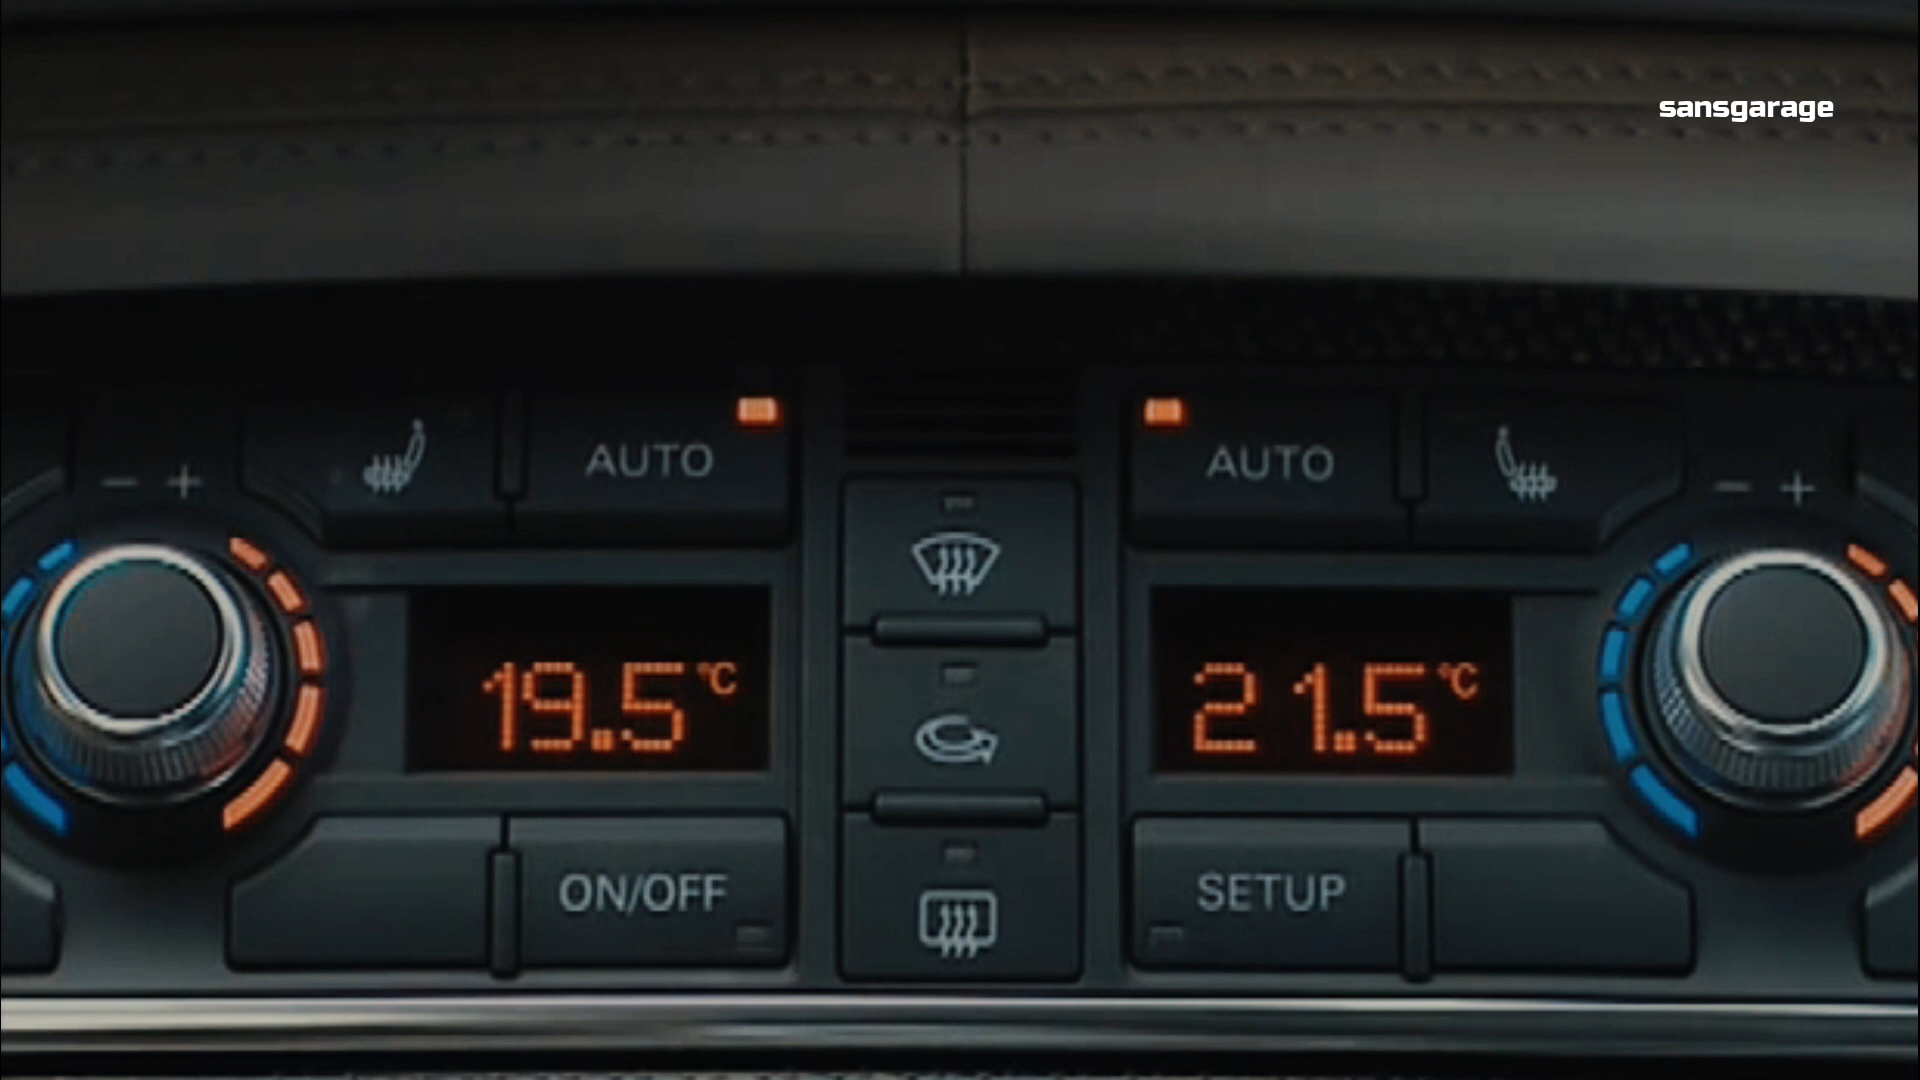 sansgarage
AUTO
AUTO
- +
- +
19.5 °C
21.5 °C
ON/OFF
SETUP